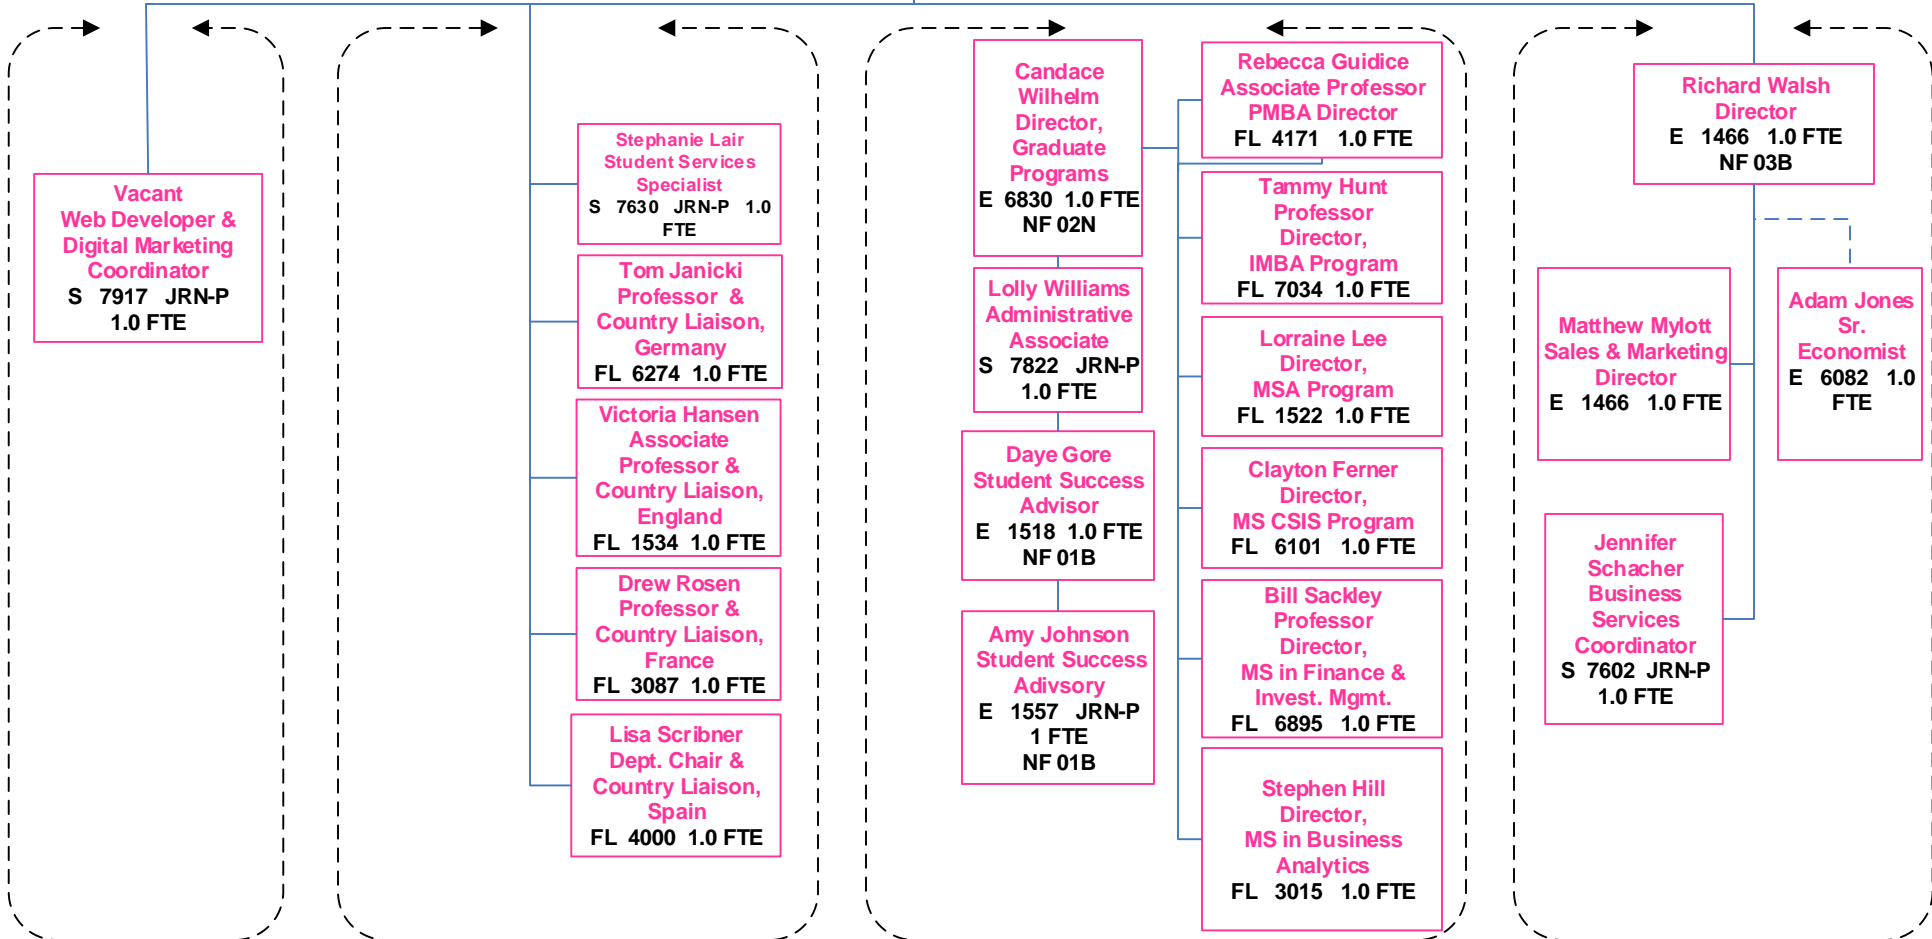 Vacant
Web Developer &
Digital Marketing
Coordinator
S 7917 JRN-P
1.0 FTE
Stephanie Lair
Student Services
Specialist
S 7630 JRN-P 1.0
FTE
Tom Janicki
Professor &
Country Liaison,
Germany
FL 6274 1.0 FTE
Victoria Hansen
Associate
Professor &
Country Liaison,
England
FL 1534 1.0 FTE
Drew Rosen
Professor &
Country Liaison,
France
FL 3087 1.0 FTE
Lisa Scribner
Dept. Chair &
Country Liaison,
Spain
FL 4000 1.0 FTE
Candace
Wilhelm
Director,
Graduate
Programs
E 6830 1.0 FTE
NF 02N
Lolly Williams
Administrative
Associate
S 7822 JRN-P
1.0 FTE
Daye Gore
Student Success
Advisor
E 1518 1.0 FTE
NF 01B
Amy Johnson
Student Success
Adivsory
E 1557 JRN-P
1 FTE
NF 01B
Rebecca Guidice
Associate Professor
PMBA Director
FL 4171 1.0 FTE
Tammy Hunt
Professor
Director,
IMBA Program
FL 7034 1.0 FTE
Lorraine Lee
Director,
MSA Program
FL 1522 1.0 FTE
Clayton Ferner
Director,
MS CSIS Program
FL 6101 1.0 FTE
Bill Sackley
Professor
Director,
MS in Finance &
Invest. Mgmt.
FL 6895 1.0 FTE
Stephen Hill
Director,
MS in Business
Analytics
FL 3015 1.0 FTE
Richard Walsh
Director
E 1466 1.0 FTE
NF 03B
Matthew Mylott
Sales & Marketing
Director
E 1466 1.0 FTE
Adam Jones
Sr.
Economist
E 6082 1.0
FTE
Jennifer
Schacher
Business
Services
Coordinator
S 7602 JRN-P
1.0 FTE